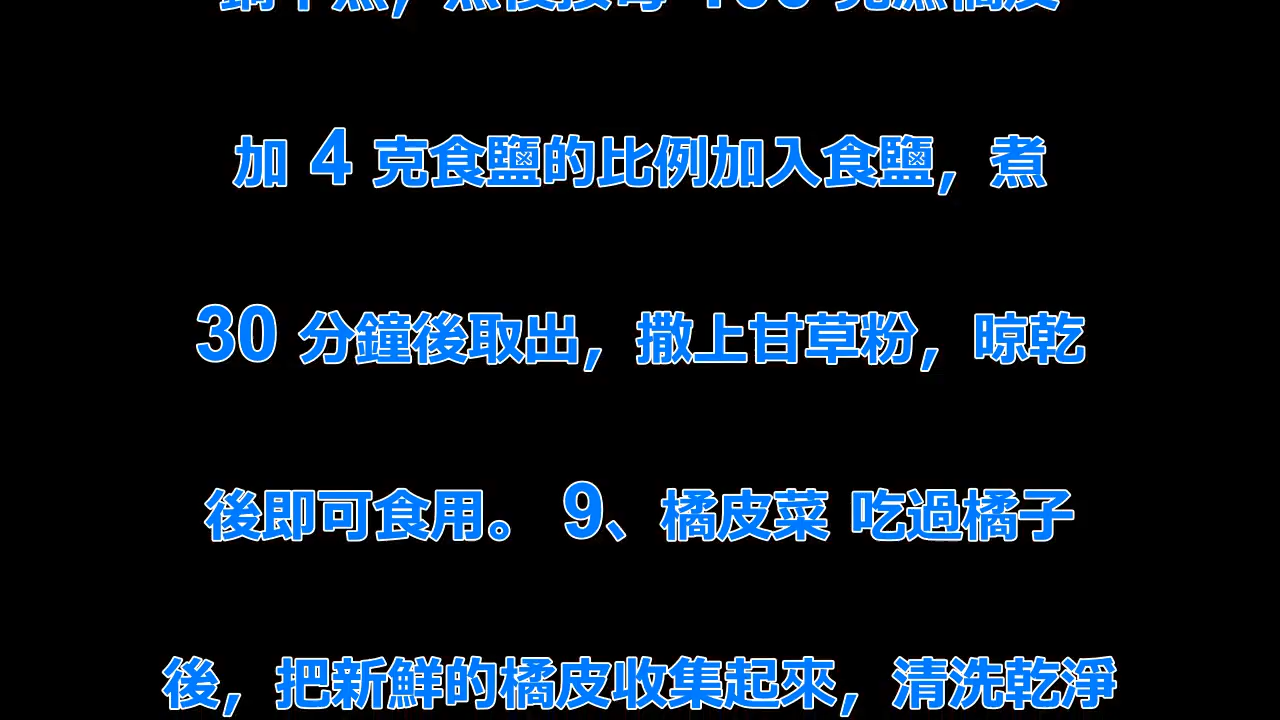 加 4 克食鹽的比例加入食鹽，煮
30 分鐘後取出，撒上甘草粉，晾乾
後即可食用。 9、橘皮菜 吃過橘子
後，把新鮮的橘皮收集起來，清洗乾淨